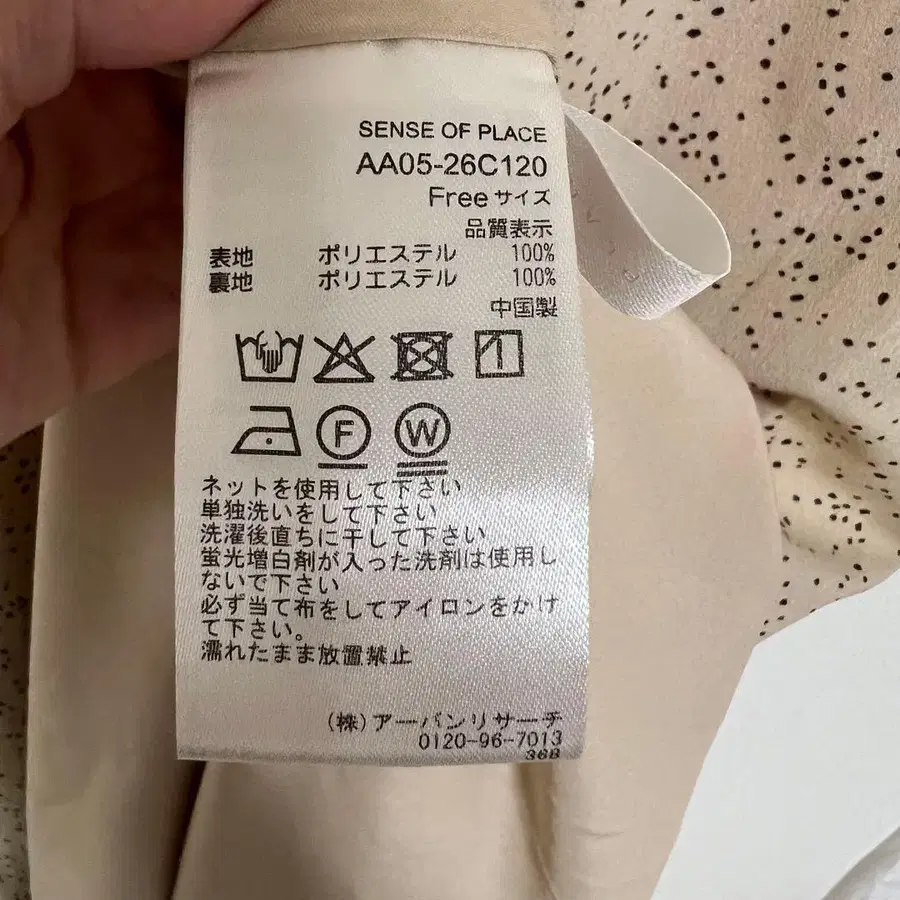 SENSE OF PLACE
AA05-26C120
Free サイズ
品質表示
表地 ポリエステル 100%
裏地 ポリエステル 100%
中国製
F W
ネットを使用して下さい
単独洗いをして下さい
洗濯後直ちに干して下さい
蛍光増白剤が入った洗剤は使用し
ないで下さい
必ず当て布をしてアイロンをかけ
て下さい。
濡れたまま放置禁止
(株)アーバンリサーチ
0120-96-7013
36B